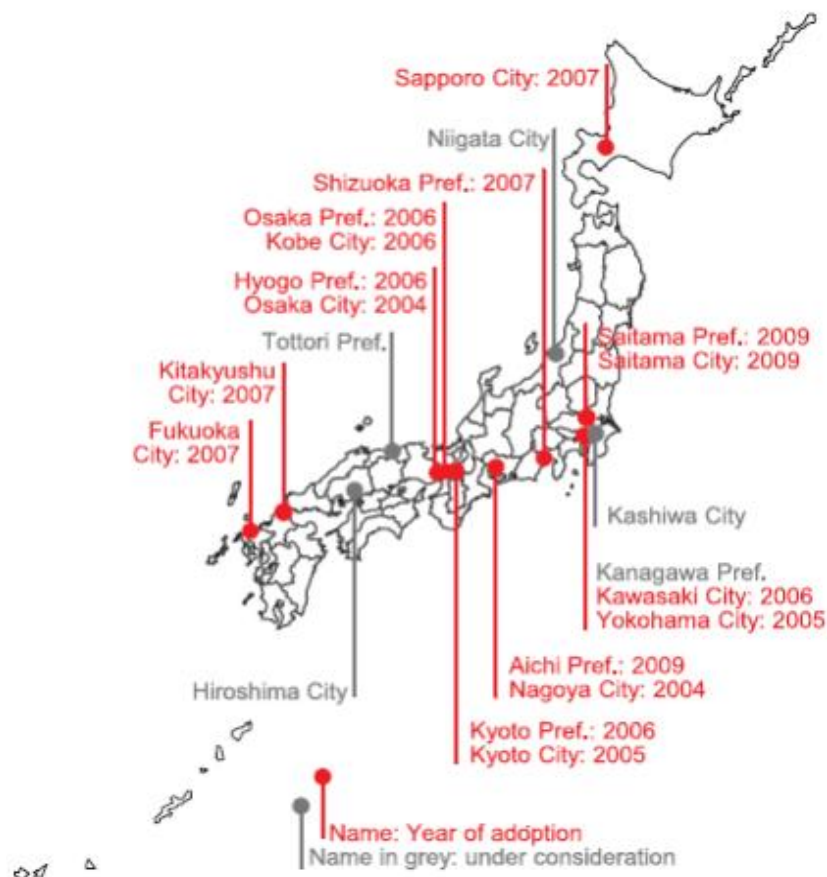 Sapporo City: 2007
Niigata City
Shizuoka Pref.: 2007
Osaka Pref.: 2006
Kobe City: 2006
Hyogo Pref.: 2006
Osaka City: 2004
Tottori Pref.
Saitama Pref.: 2009
Saitama City: 2009
Kitakyushu
City: 2007
Fukuoka
City: 2007
Kashiwa City
Kanagawa Pref.
Kawasaki City: 2006
Yokohama City: 2005
Aichi Pref.: 2009
Nagoya City: 2004
Hiroshima City
Kyoto Pref.: 2006
Kyoto City: 2005
Name: Year of adoption
Name in grey: under consideration